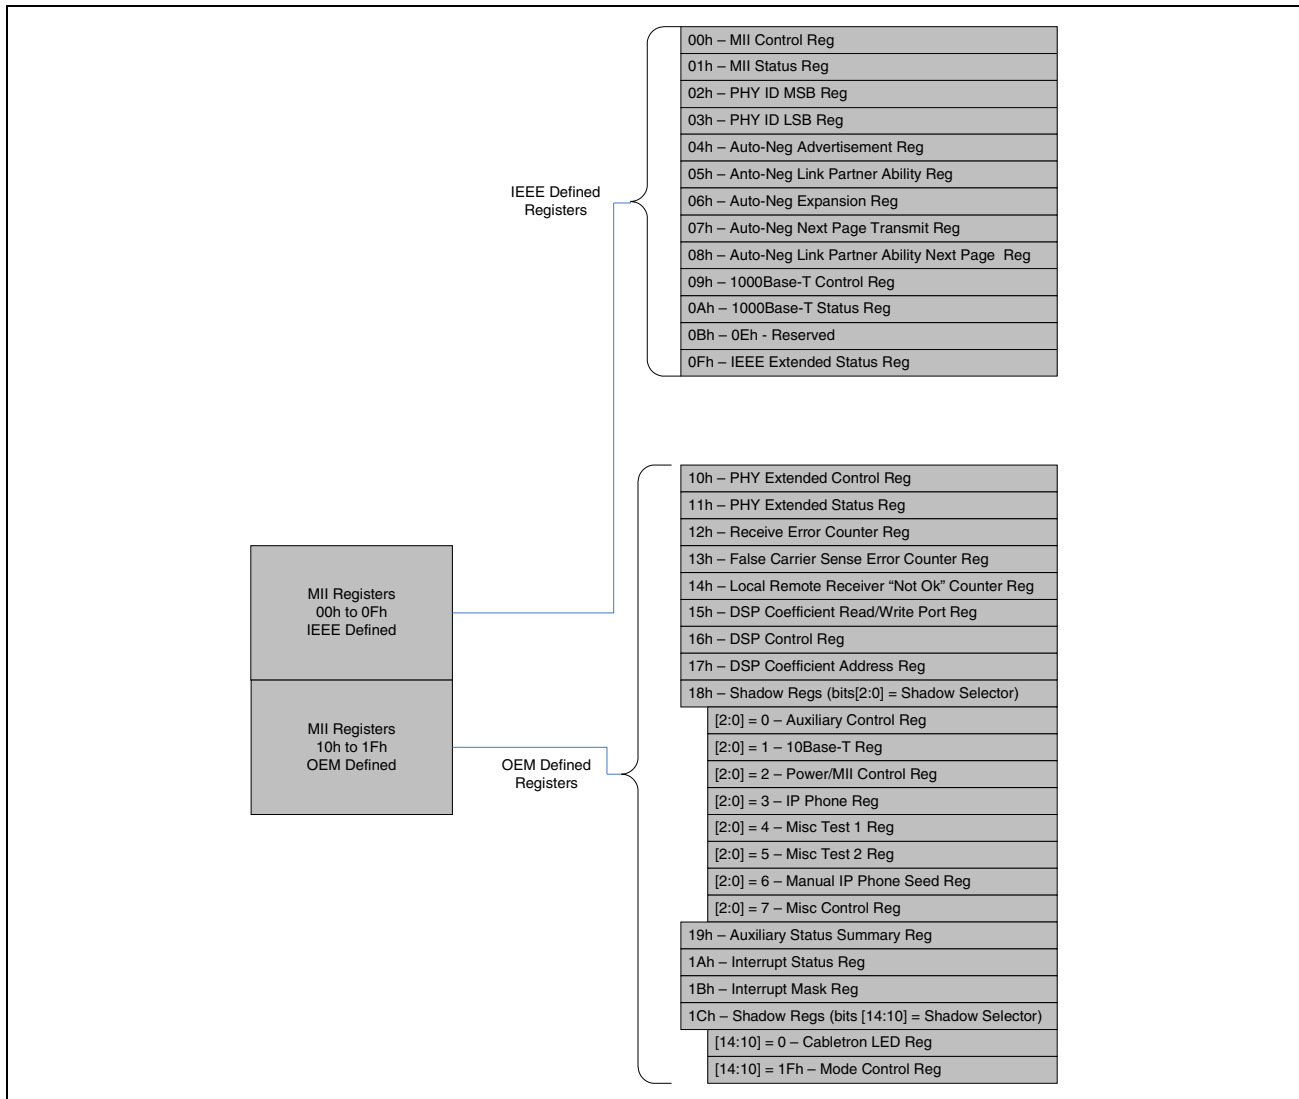 00h – MII Control Reg
01h – MII Status Reg
02h – PHY ID MSB Reg
03h – PHY ID LSB Reg
04h – Auto-Neg Advertisement Reg
05h – Anto-Neg Link Partner Ability Reg
06h – Auto-Neg Expansion Reg
07h – Auto-Neg Next Page Transmit Reg
08h – Auto-Neg Link Partner Ability Next Page  Reg
09h – 1000Base-T Control Reg
0Ah – 1000Base-T Status Reg
0Bh – 0Eh - Reserved
0Fh – IEEE Extended Status Reg
IEEE Defined
Registers
MII Registers
00h to 0Fh
IEEE Defined
MII Registers
10h to 1Fh
OEM Defined
OEM Defined
Registers
10h – PHY Extended Control Reg
11h – PHY Extended Status Reg
12h – Receive Error Counter Reg
13h – False Carrier Sense Error Counter Reg
14h – Local Remote Receiver “Not Ok” Counter Reg
15h – DSP Coefficient Read/Write Port Reg
16h – DSP Control Reg
17h – DSP Coefficient Address Reg
18h – Shadow Regs (bits[2:0] = Shadow Selector)
[2:0] = 0 – Auxiliary Control Reg
[2:0] = 1 – 10Base-T Reg
[2:0] = 2 – Power/MII Control Reg
[2:0] = 3 – IP Phone Reg
[2:0] = 4 – Misc Test 1 Reg
[2:0] = 5 – Misc Test 2 Reg
[2:0] = 6 – Manual IP Phone Seed Reg
[2:0] = 7 – Misc Control Reg
19h – Auxiliary Status Summary Reg
1Ah – Interrupt Status Reg
1Bh – Interrupt Mask Reg
1Ch – Shadow Regs (bits [14:10] = Shadow Selector)
[14:10] = 0 – Cabletron LED Reg
[14:10] = 1Fh – Mode Control Reg